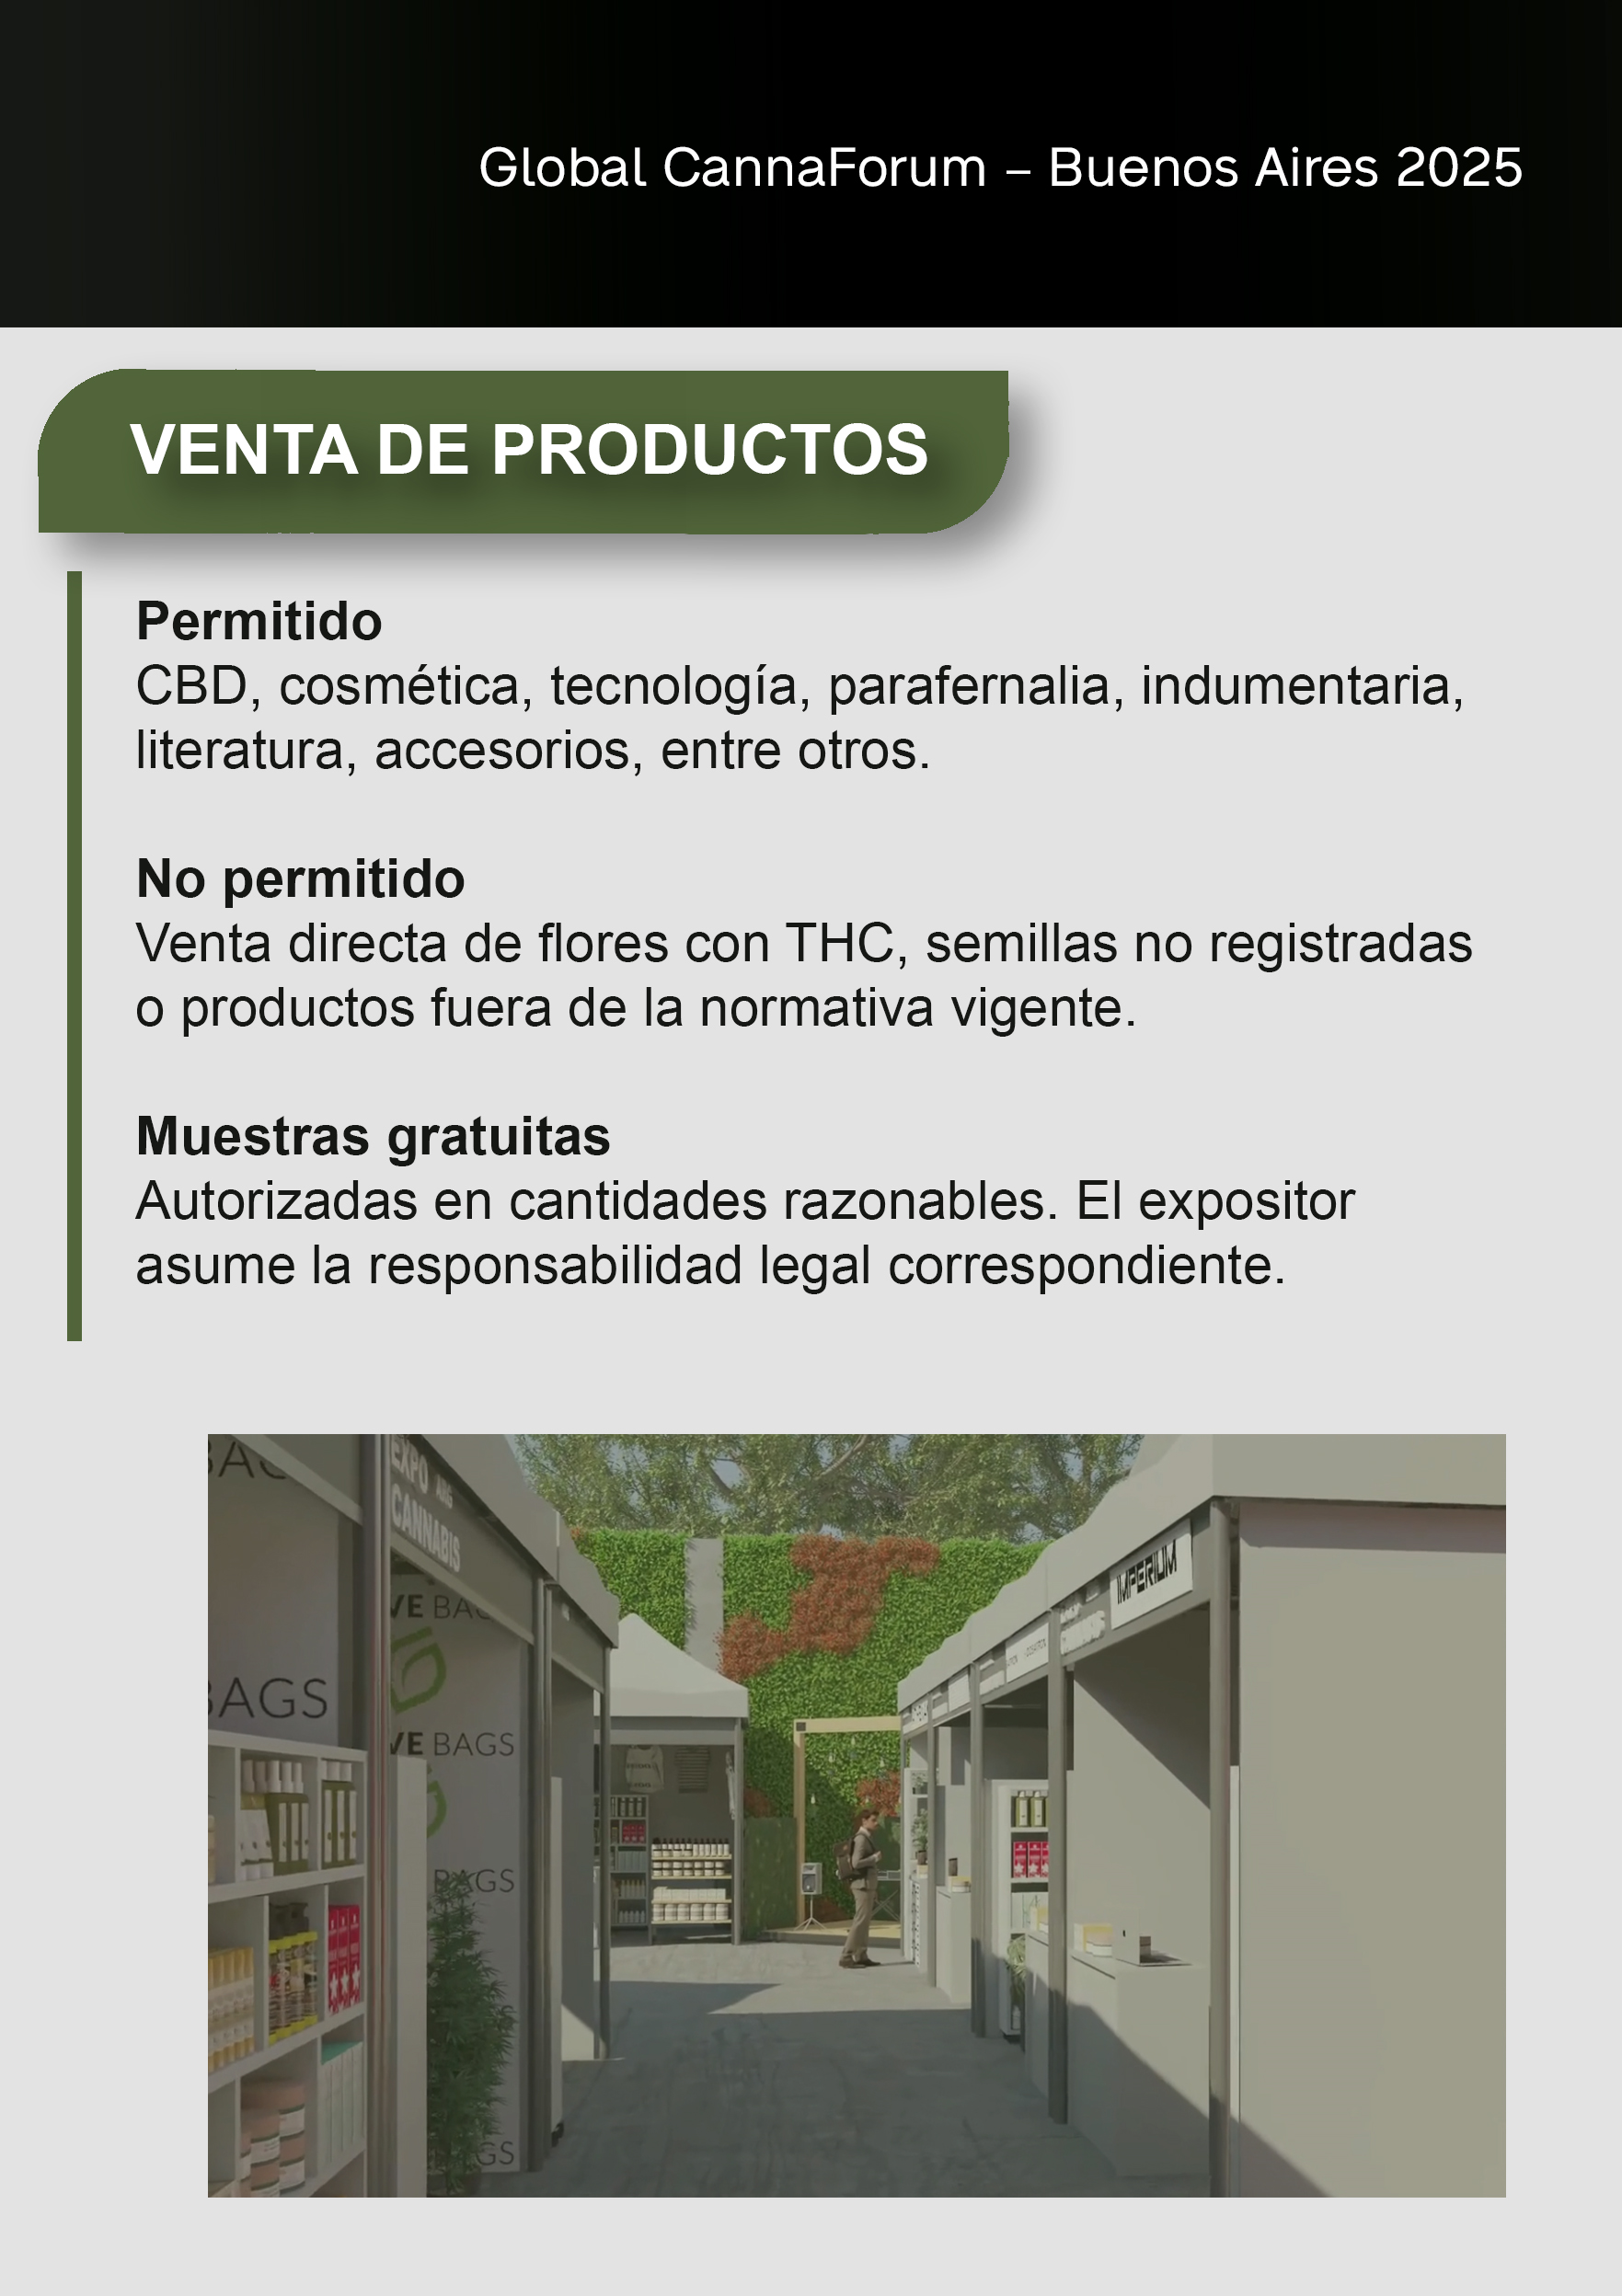 Global CannaForum – Buenos Aires 2025
VENTA DE PRODUCTOS
Permitido
CBD, cosmética, tecnología, parafernalia, indumentaria,
literatura, accesorios, entre otros.
No permitido
Venta directa de flores con THC, semillas no registradas
o productos fuera de la normativa vigente.
Muestras gratuitas
Autorizadas en cantidades razonables. El expositor
asume la responsabilidad legal correspondiente.
EXPO ARG
CANNABIS
IMPERIUM
BAGS
VE BAGS
BAGS